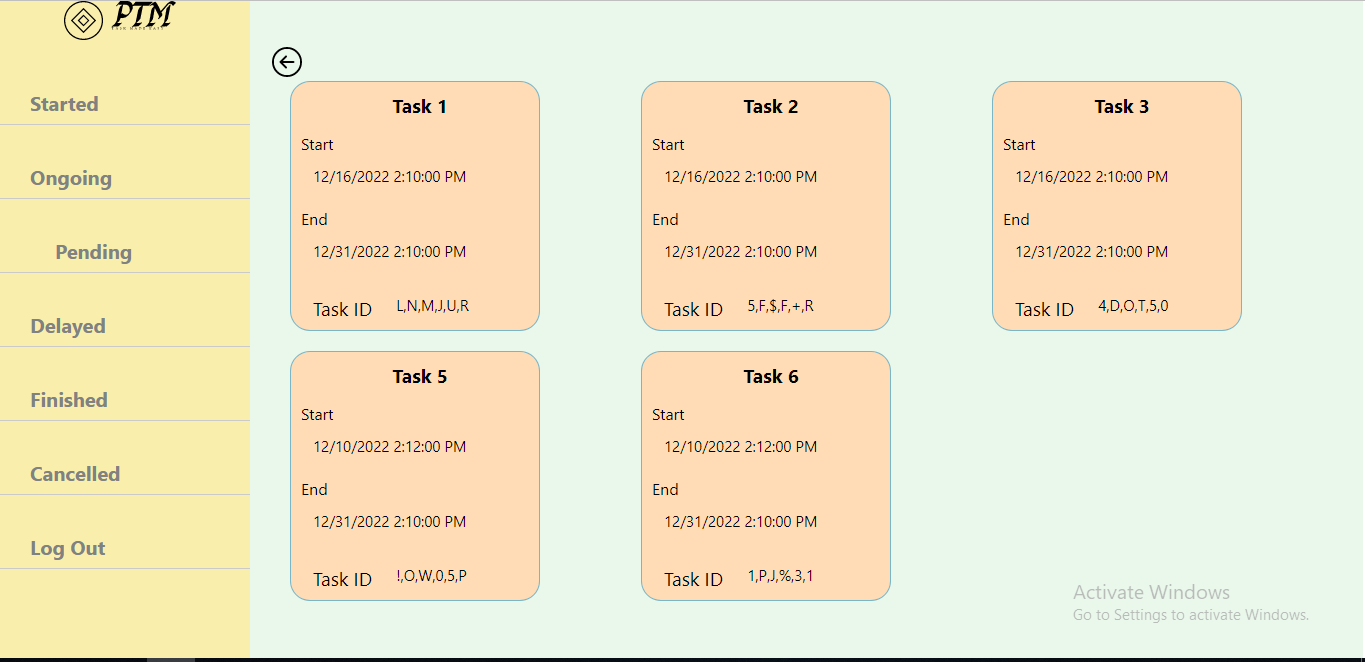 PTM
TASK MADE EASY
Started
Ongoing
Pending
Delayed
Finished
Cancelled
Log Out
Task 1
Start
12/16/2022 2:10:00 PM
End
12/31/2022 2:10:00 PM
Task ID L,N,M,J,U,R
Task 2
Start
12/16/2022 2:10:00 PM
End
12/31/2022 2:10:00 PM
Task ID 5,F,$,F,+,R
Task 3
Start
12/16/2022 2:10:00 PM
End
12/31/2022 2:10:00 PM
Task ID 4,D,O,T,5,0
Task 5
Start
12/10/2022 2:12:00 PM
End
12/31/2022 2:10:00 PM
Task ID !,O,W,0,5,P
Task 6
Start
12/10/2022 2:12:00 PM
End
12/31/2022 2:10:00 PM
Task ID 1,P,J,%,3,1
Activate Windows
Go to Settings to activate Windows.